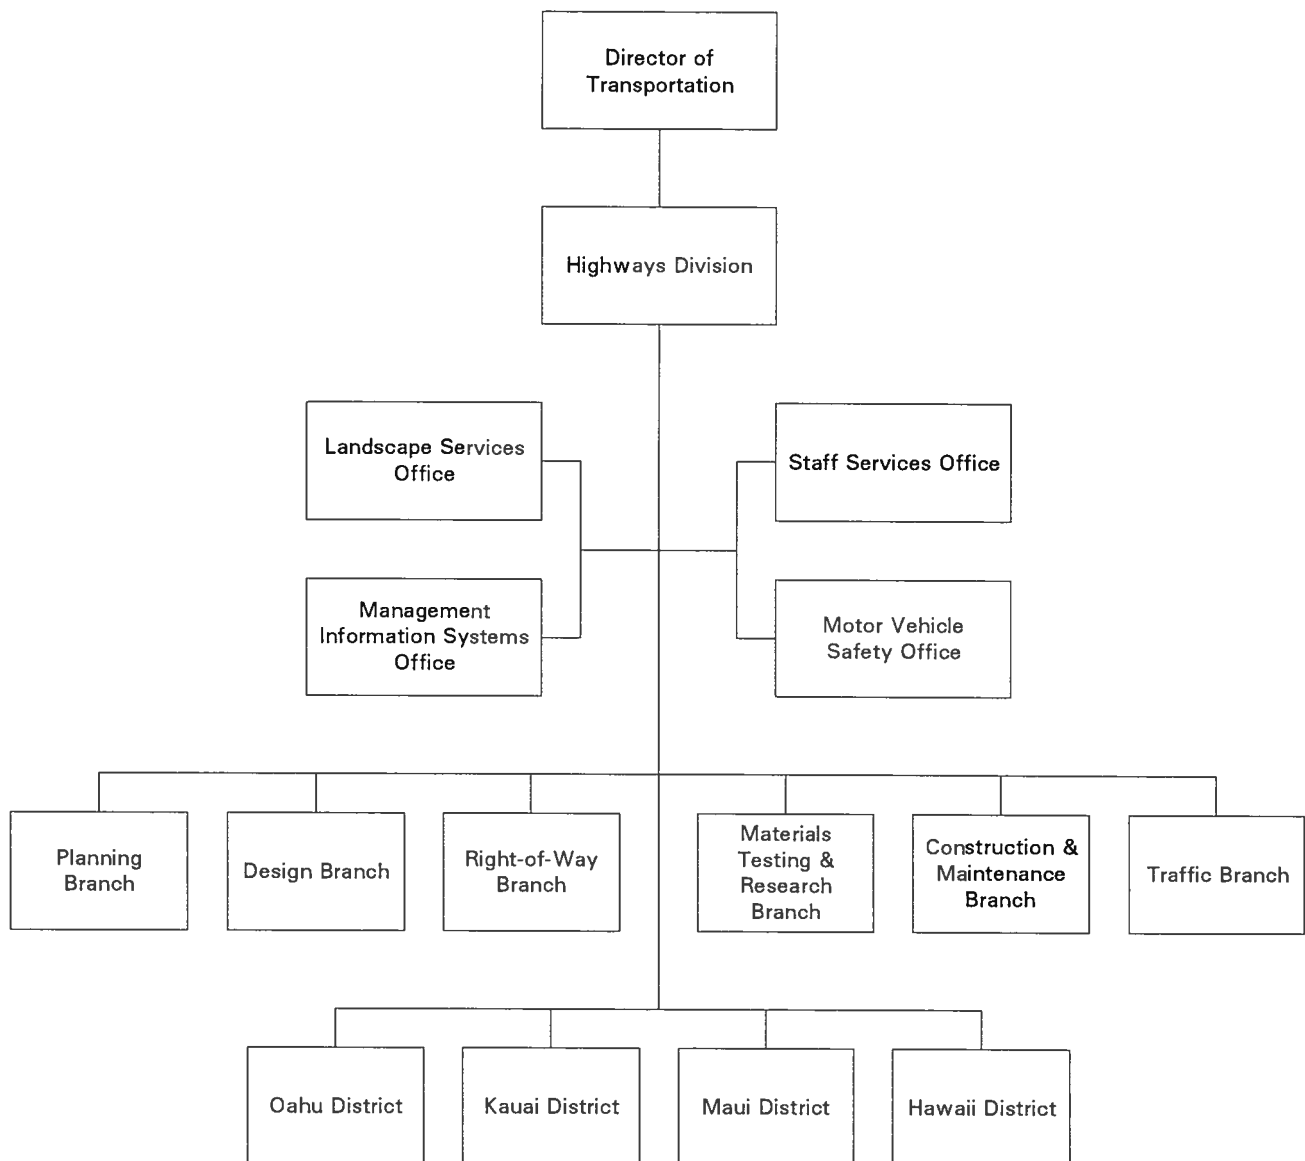 Director of
Transportation
Highways Division
Landscape Services
Office
Staff Services Office
Management
Information Systems
Office
Motor Vehicle
Safety Office
Planning
Branch
Design Branch
Right-of-Way
Branch
Materials
Testing &
Research
Branch
Construction &
Maintenance
Branch
Traffic Branch
Oahu District
Kauai District
Maui District
Hawaii District